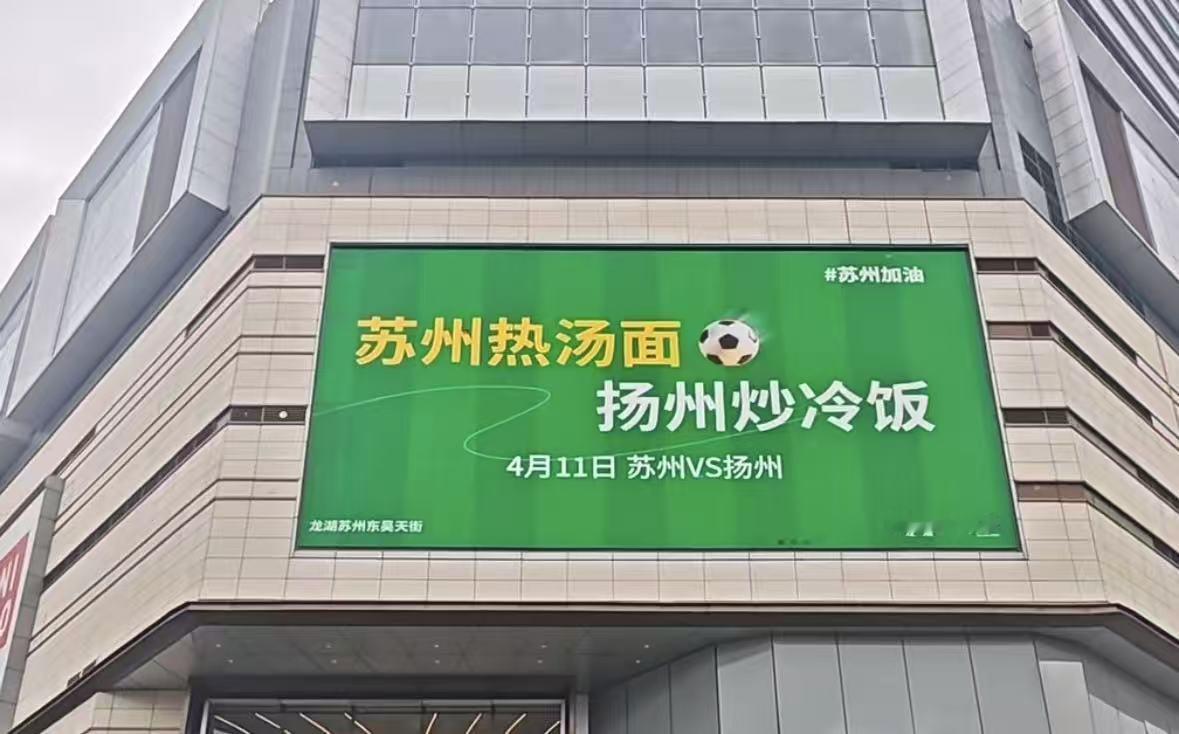 #苏州加油
苏州热汤面
扬州炒冷饭
4月11日 苏州VS扬州
龙湖苏州东吴天街